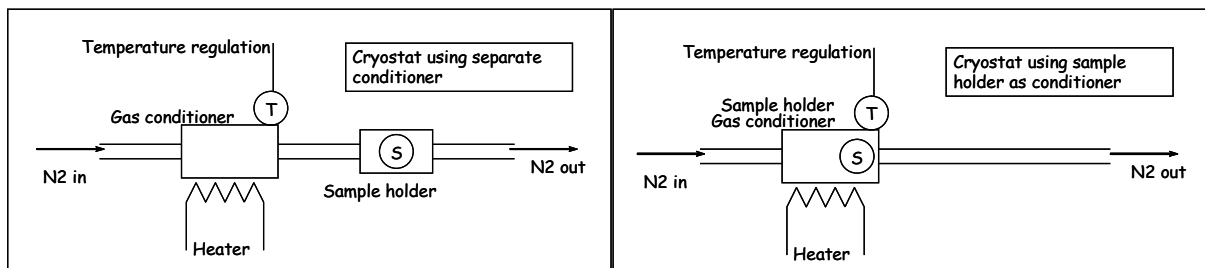 Temperature regulation
Cryostat using separate
conditioner
T
Gas conditioner
S
N2 in
N2 out
Sample holder
Heater
Temperature regulation
Cryostat using sample
holder as conditioner
Sample holder
Gas conditioner
T
S
N2 in
N2 out
Heater